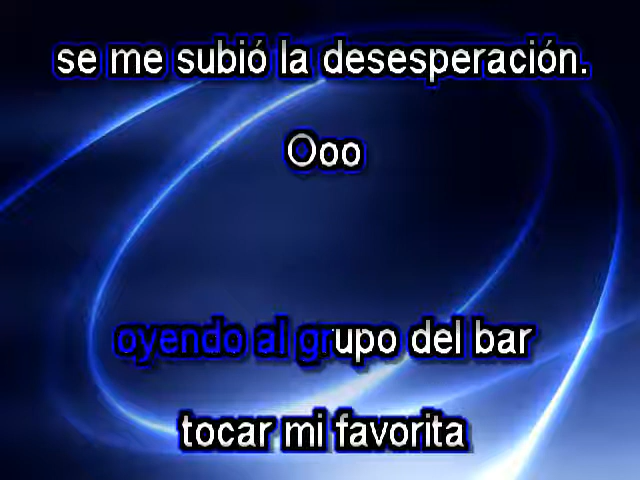 se me subió la desesperación.
Ooo
oyendo al grupo del bar
tocar mi favorita